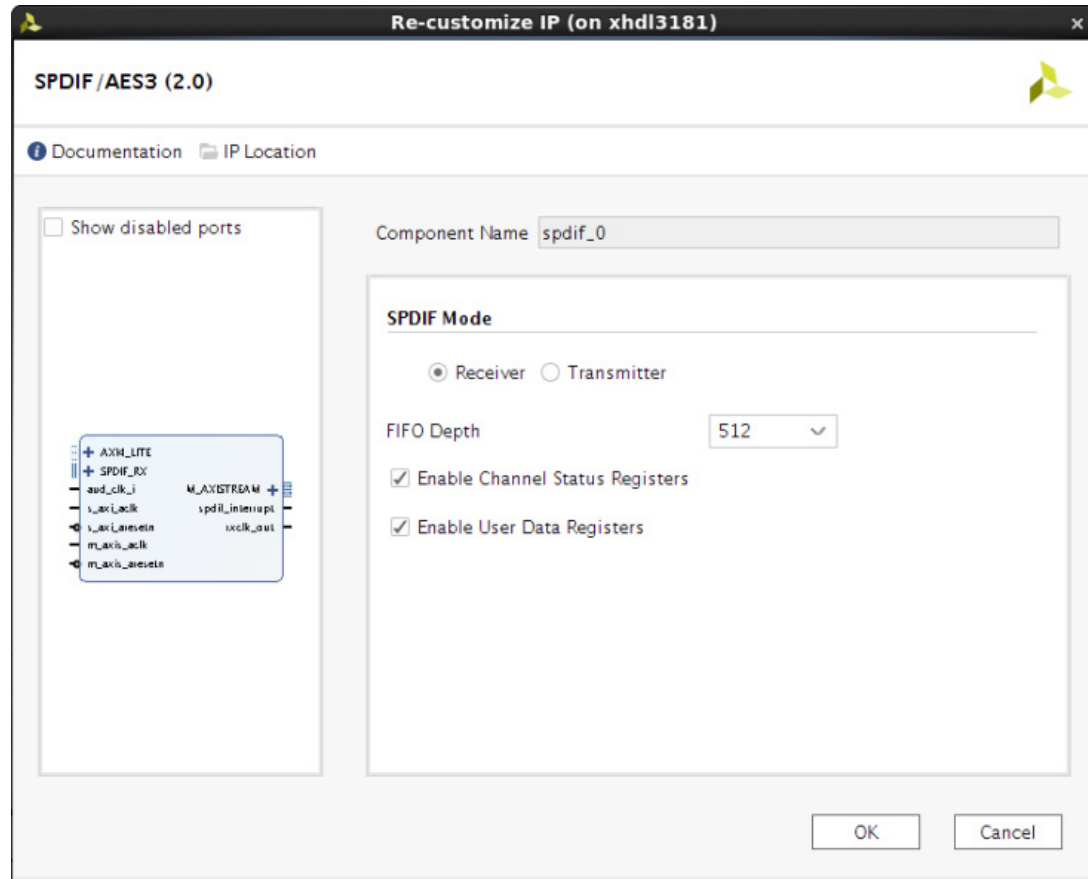 Re-customize IP (on xhdl3181)
SPDIF/AES3 (2.0)
Documentation IP Location
Show disabled ports
Component Name spdif_0
SPDIF Mode
Receiver Transmitter
FIFO Depth 512
Enable Channel Status Registers
Enable User Data Registers
AXI4_LITE
SPDIF_RX
aud_clk_i M_AXISTREAM
s_axi_aclk spdif_interrupt
s_axi_aresetn rxclk_out
m_axis_aclk
m_axis_aresetn
OK Cancel